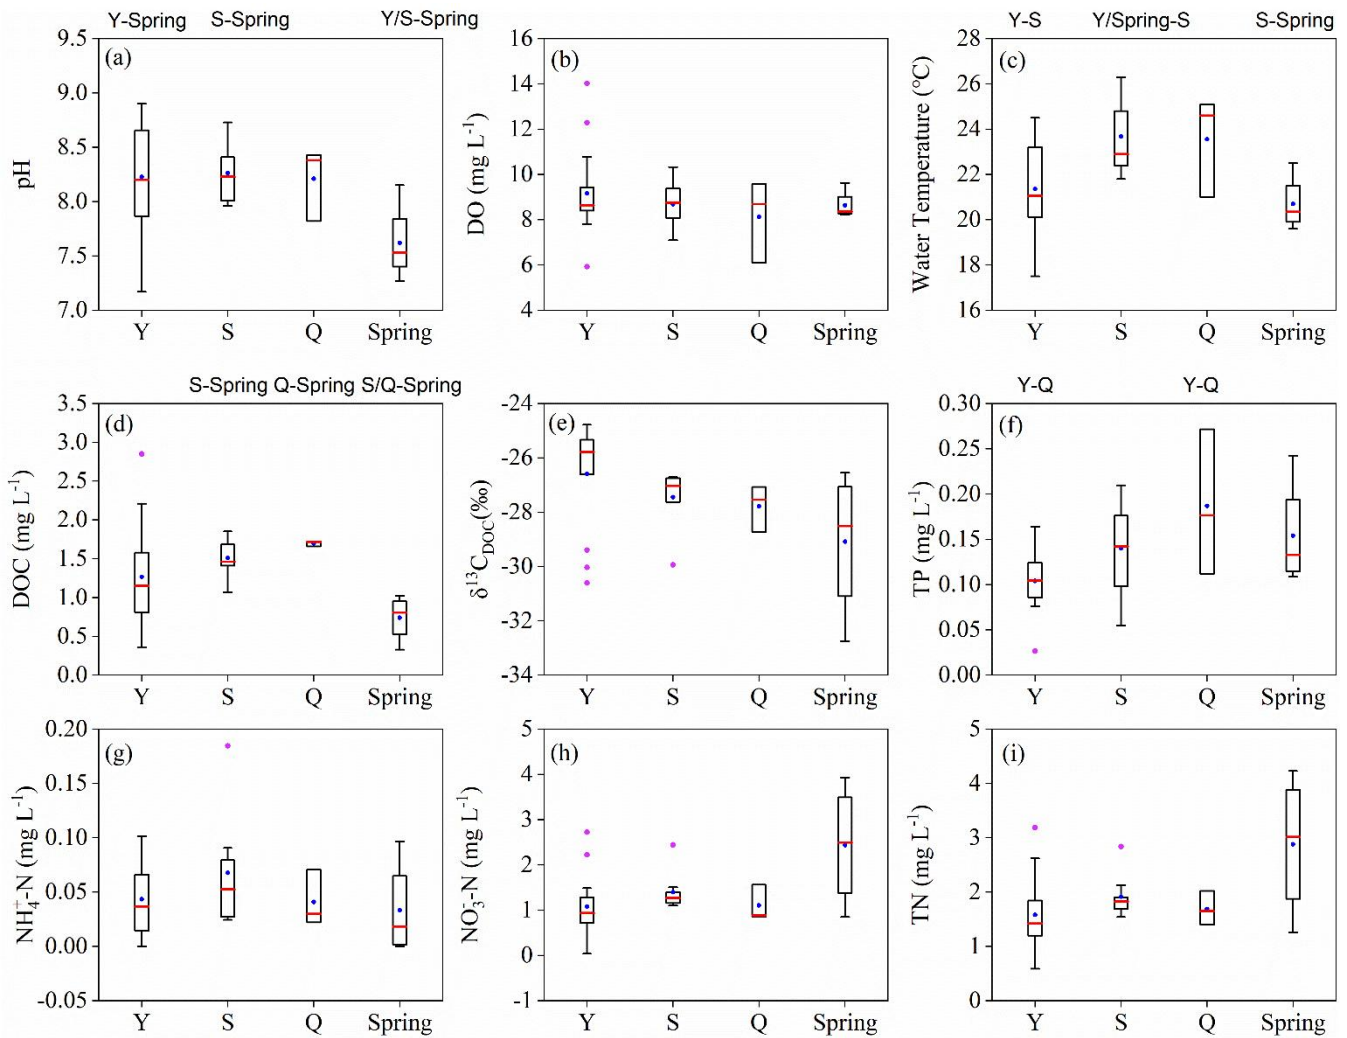 Y-Spring S-Spring Y/S-Spring Y-S Y/Spring-S S-Spring
(a)
pH
9.5
9.0
8.5
8.0
7.5
7.0
Y S Q Spring
(b)
DO (mg L⁻¹)
16
14
12
10
8
6
4
Y S Q Spring
(c)
Water Temperature (°C)
28
26
24
22
20
18
16
Y S Q Spring
S-Spring Q-Spring S/Q-Spring Y-Q Y-Q
(d)
DOC (mg L⁻¹)
3.5
3.0
2.5
2.0
1.5
1.0
0.5
0.0
Y S Q Spring
(e)
δ¹³C_DOC(‰)
-24
-26
-28
-30
-32
-34
Y S Q Spring
(f)
TP (mg L⁻¹)
0.30
0.25
0.20
0.15
0.10
0.05
0.00
Y S Q Spring
(g)
NH₄⁺-N (mg L⁻¹)
0.20
0.15
0.10
0.05
0.00
-0.05
Y S Q Spring
(h)
NO₃⁻-N (mg L⁻¹)
5
4
3
2
1
0
-1
Y S Q Spring
(i)
TN (mg L⁻¹)
5
4
3
2
1
0
Y S Q Spring